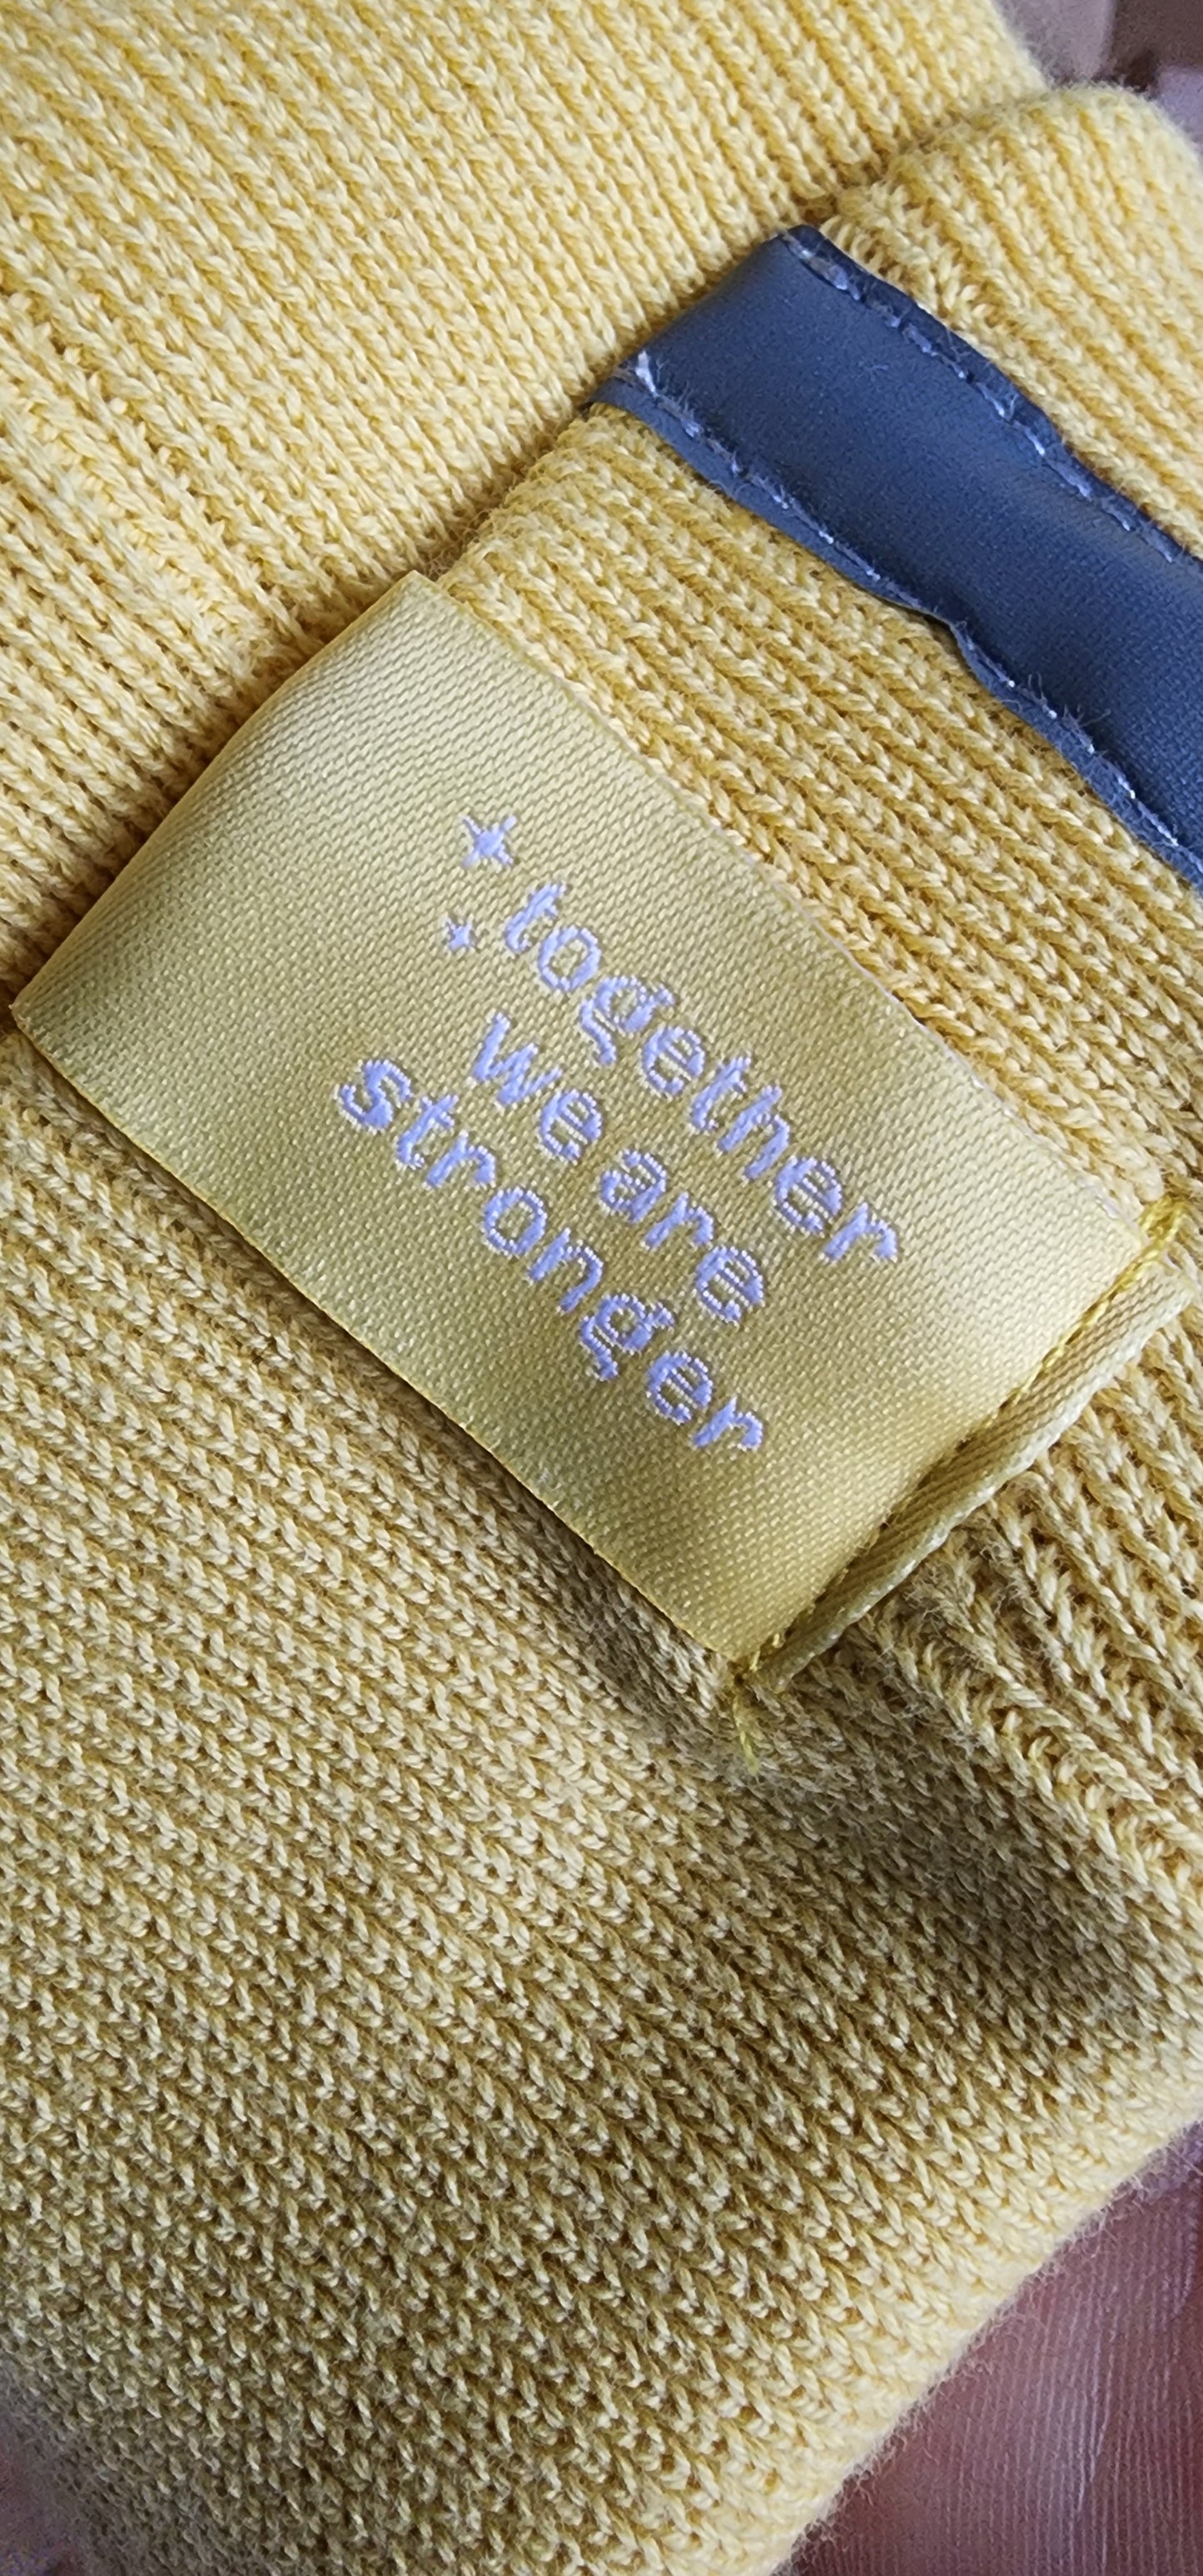 together
we are
stronger